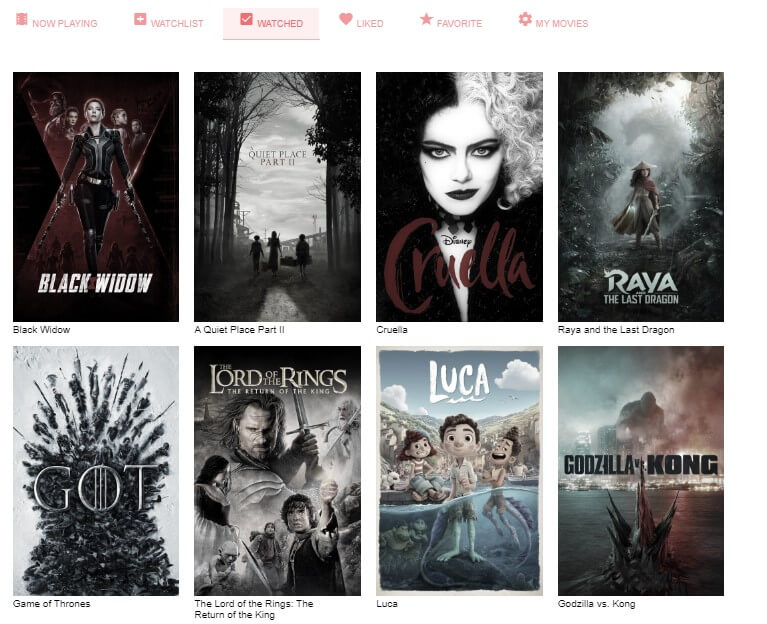 NOW PLAYING
WATCHLIST
WATCHED
LIKED
FAVORITE
MY MOVIES
BLACK WIDOW
A QUIET PLACE
PART II
Disney
Cruella
RAYA
AND
THE LAST DRAGON
Black Widow
A Quiet Place Part II
Cruella
Raya and the Last Dragon
GOT
THE
LORD OF THE RINGS
THE RETURN OF THE KING
LUCA
GODZILLA VS. KONG
Game of Thrones
The Lord of the Rings: The
Return of the King
Luca
Godzilla vs. Kong